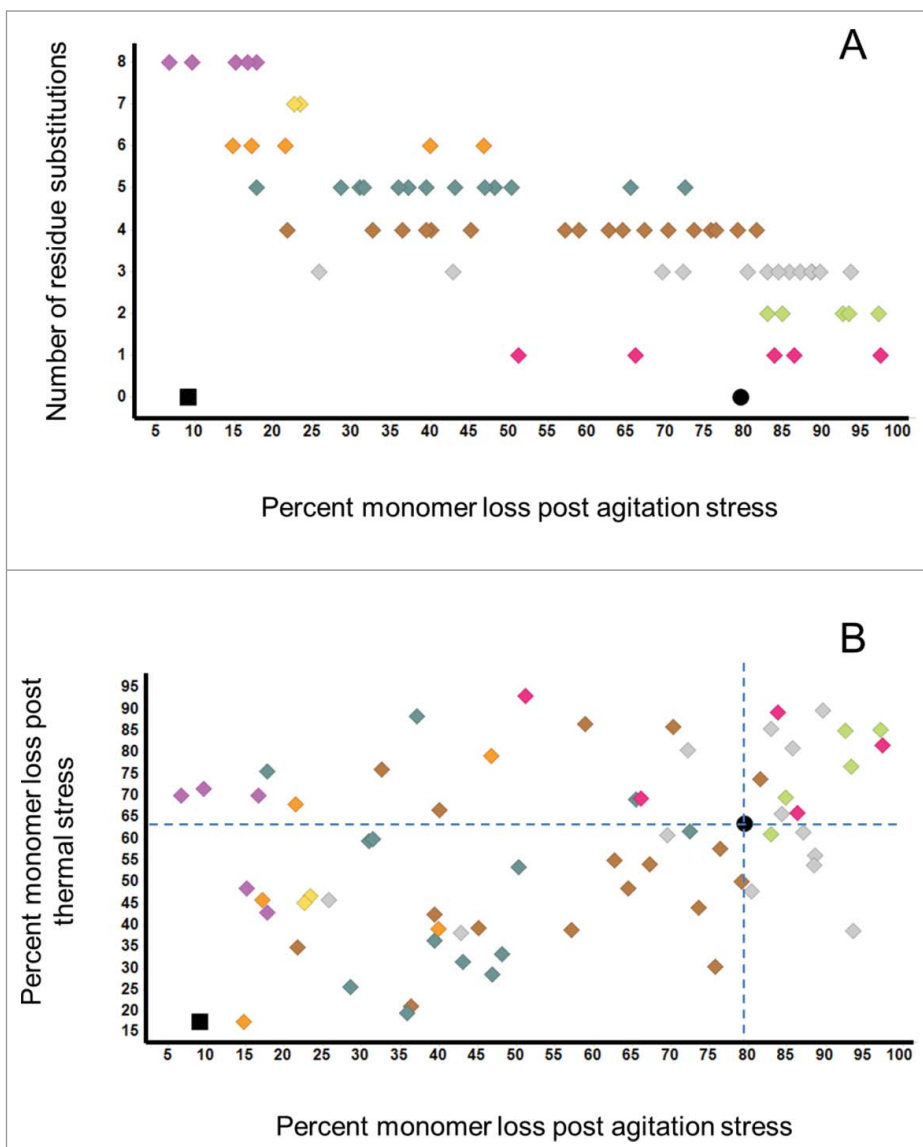 A
Number of residue substitutions
8
7
6
5
4
3
2
1
0
5 10 15 20 25 30 35 40 45 50 55 60 65 70 75 80 85 90 95 100
Percent monomer loss post agitation stress
B
Percent monomer loss post
thermal stress
95
90
85
80
75
70
65
60
55
50
45
40
35
30
25
20
15
5 10 15 20 25 30 35 40 45 50 55 60 65 70 75 80 85 90 95 100
Percent monomer loss post agitation stress